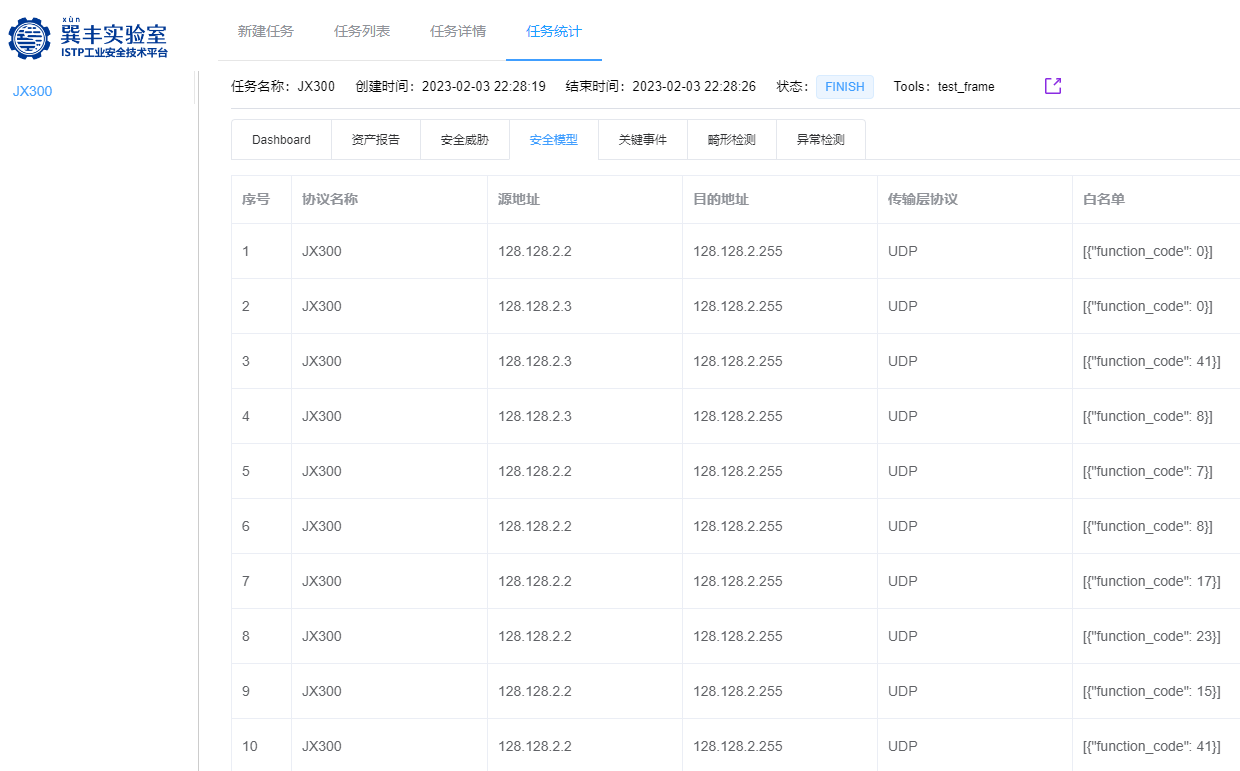 xùn
巽丰实验室
ISTP工业安全技术平台
新建任务 任务列表 任务详情 任务统计
JX300
任务名称：JX300 创建时间：2023-02-03 22:28:19 结束时间：2023-02-03 22:28:26 状态： FINISH Tools：test_frame
Dashboard 资产报告 安全威胁 安全模型 关键事件 畸形检测 异常检测
序号 协议名称 源地址 目的地址 传输层协议 白名单
1 JX300 128.128.2.2 128.128.2.255 UDP [{"function_code": 0}]
2 JX300 128.128.2.3 128.128.2.255 UDP [{"function_code": 0}]
3 JX300 128.128.2.3 128.128.2.255 UDP [{"function_code": 41}]
4 JX300 128.128.2.3 128.128.2.255 UDP [{"function_code": 8}]
5 JX300 128.128.2.2 128.128.2.255 UDP [{"function_code": 7}]
6 JX300 128.128.2.2 128.128.2.255 UDP [{"function_code": 8}]
7 JX300 128.128.2.2 128.128.2.255 UDP [{"function_code": 17}]
8 JX300 128.128.2.2 128.128.2.255 UDP [{"function_code": 23}]
9 JX300 128.128.2.2 128.128.2.255 UDP [{"function_code": 15}]
10 JX300 128.128.2.2 128.128.2.255 UDP [{"function_code": 41}]